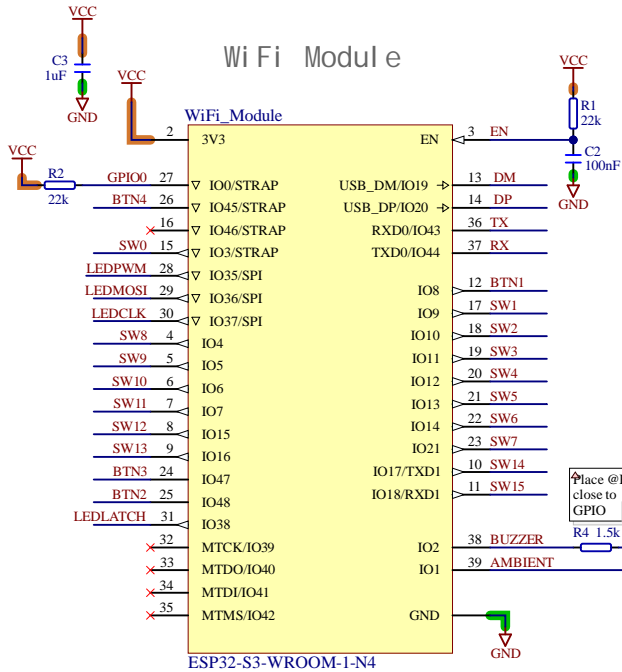 VCC
C3
1uF
GND
WiFi Module
VCC
VCC
R1
22k
WiFi_Module
2 3V3 EN 3 EN
C2
100nF
GND
VCC
R2
22k
GPIO0 27 IO0/STRAP USB_DM/IO19 13 DM
BTN4 26 IO45/STRAP USB_DP/IO20 14 DP
16 IO46/STRAP RXD0/IO43 36 TX
SW0 15 IO3/STRAP TXD0/IO44 37 RX
LEDPWM 28 IO35/SPI
LEDMOSI 29 IO36/SPI IO8 12 BTN1
LEDCLK 30 IO37/SPI IO9 17 SW1
SW8 4 IO4 IO10 18 SW2
SW9 5 IO5 IO11 19 SW3
SW10 6 IO6 IO12 20 SW4
SW11 7 IO7 IO13 21 SW5
SW12 8 IO15 IO14 22 SW6
SW13 9 IO16 IO21 23 SW7
BTN3 24 IO47 IO17/TXD1 10 SW14
BTN2 25 IO48 IO18/RXD1 11 SW15
LEDLATCH 31 IO38
Place @
close to
GPIO
R4 1.5k
32 MTCK/IO39 IO2 38 BUZZER
33 MTDO/IO40 IO1 39 AMBIENT
34 MTDI/IO41
35 MTMS/IO42 GND
GND
ESP32-S3-WROOM-1-N4